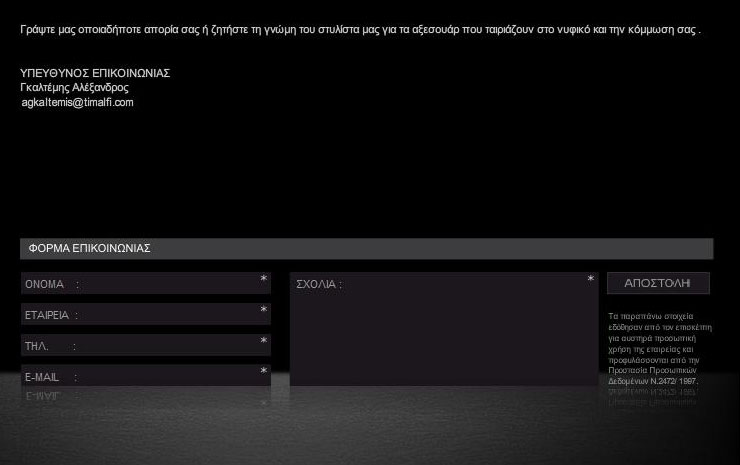 Γράψτε μας οποιαδήποτε απορία σας ή ζητήστε τη γνώμη του στυλίστα μας για τα αξεσουάρ που ταιριάζουν στο νυφικό και την κόμμωση σας .
ΥΠΕΥΘΥΝΟΣ ΕΠΙΚΟΙΝΩΝΙΑΣ
Γκαλτέμης Αλέξανδρος
agkaltemis@timalfi.com
ΦΟΡΜΑ ΕΠΙΚΟΙΝΩΝΙΑΣ
ΟΝΟΜΑ : *
ΕΤΑΙΡΕΙΑ : *
ΤΗΛ. : *
E-MAIL : *
ΣΧΟΛΙΑ : *
ΑΠΟΣΤΟΛΗ
Τα παραπάνω στοιχεία
εδόθησαν από τον επισκέπτη
για αυστηρά προσωπική
χρήση της εταιρείας και
προφυλάσσονται από την
Προστασία Προσωπικών
Δεδομένων Ν.2472/ 1997.